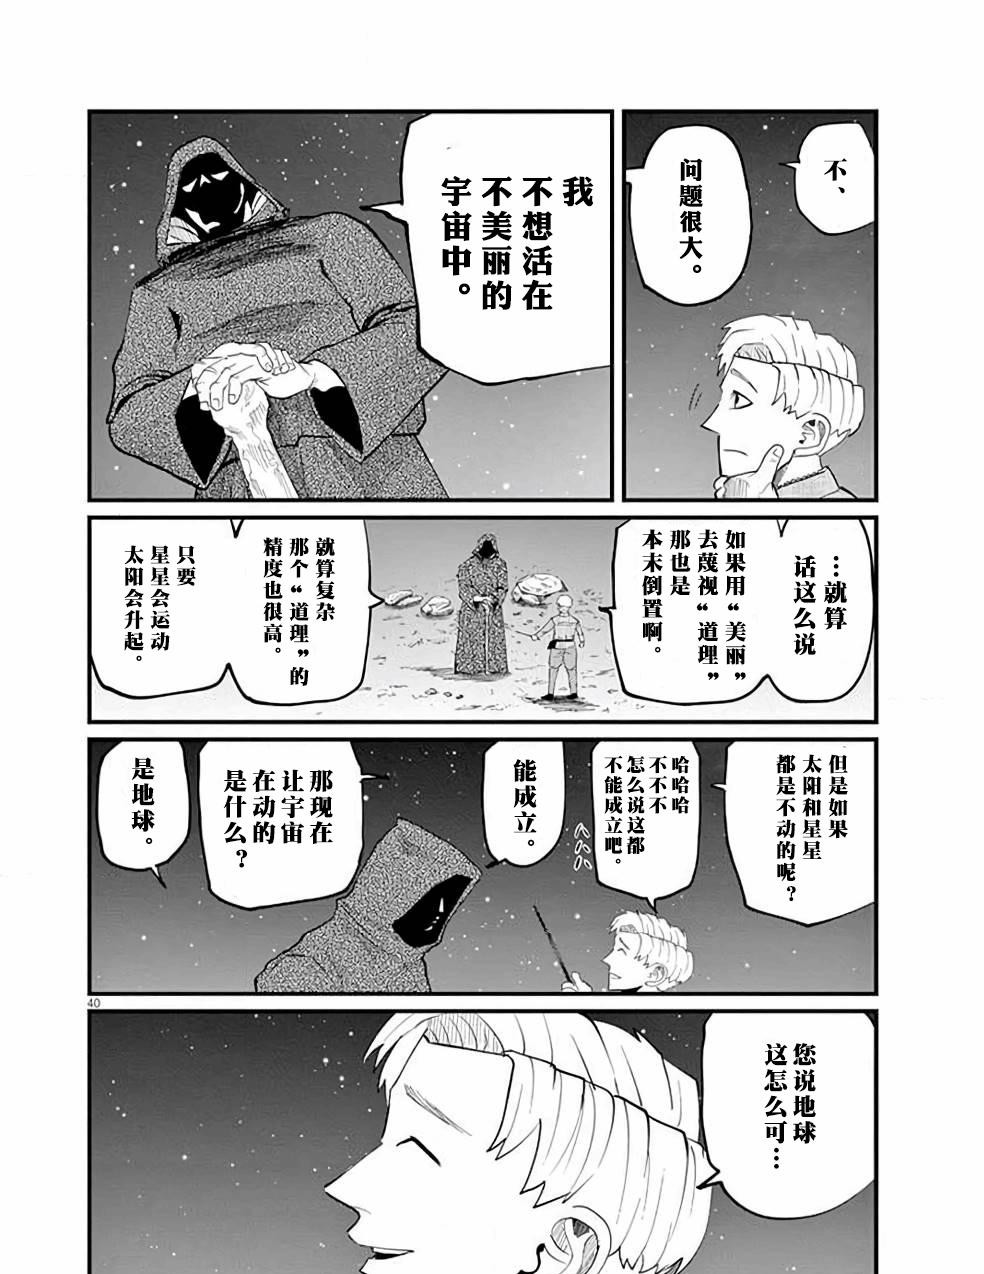 不、
问题很大。
我
不想活在
不美丽的
宇宙中。
…就算
话这么说
如果用“美丽”
去蔑视“道理”
那也是
本末倒置啊。
就算复杂
那个“道理”的
精度也很高。
只要
星星会运动
太阳会升起。
但是如果
太阳和星星
都是不动的呢？
哈哈哈
不不不
怎么说这都
不能成立吧。
能成立。
那现在
让宇宙
在动的
是什么？
是地球。
40
您说地球
这怎么可…